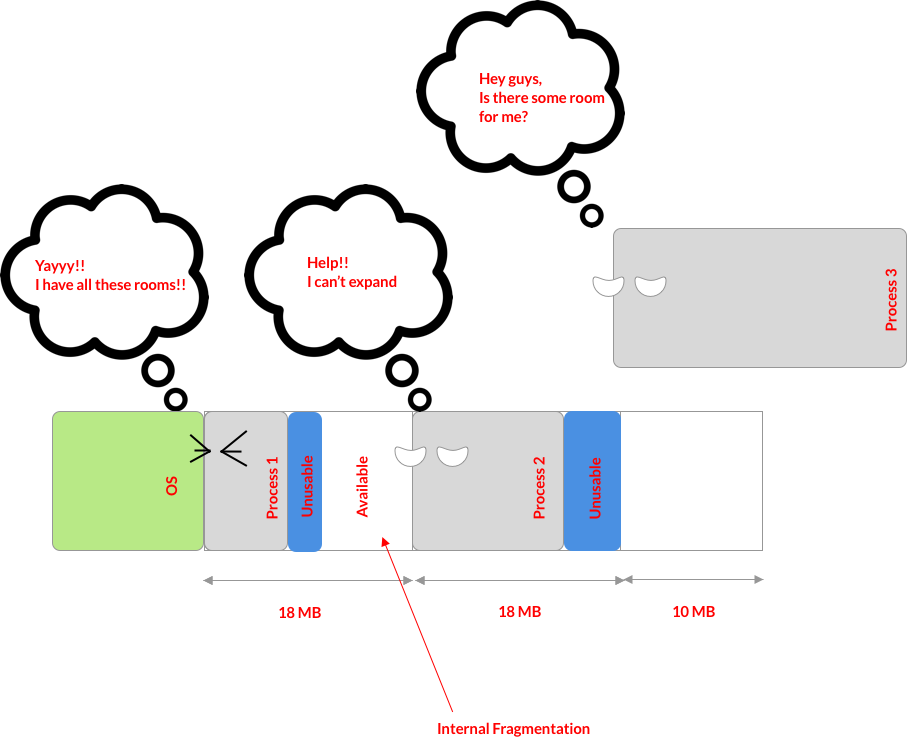 Hey guys,
Is there some room
for me?
Yayyy!!
I have all these rooms!!
Help!!
I can't expand
Process 3
OS
Process 1
Unusable
Available
Process 2
Unusable
18 MB
18 MB
10 MB
Internal Fragmentation